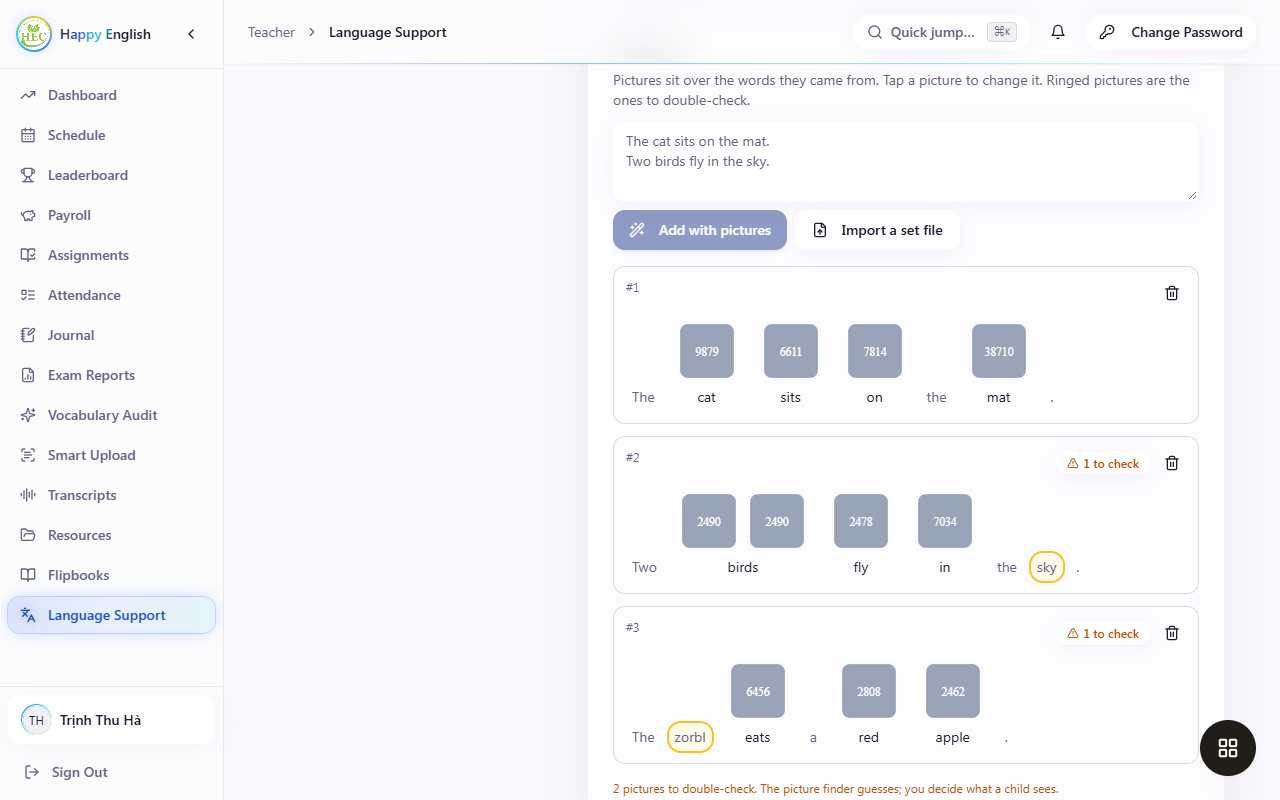 HEC
Happy English
Teacher
Language Support
Quick jump...
⌘K
Change Password
Dashboard
Schedule
Leaderboard
Payroll
Assignments
Attendance
Journal
Exam Reports
Vocabulary Audit
Smart Upload
Transcripts
Resources
Flipbooks
Language Support
TH
Trịnh Thu Hà
Sign Out
Pictures sit over the words they came from. Tap a picture to change it. Ringed pictures are the
ones to double-check.
The cat sits on the mat.
Two birds fly in the sky.
Add with pictures
Import a set file
#1
9879 6611 7814 38710
The cat sits on the mat .
#2
1 to check
2490 2490 2478 7034
Two birds fly in the sky .
#3
1 to check
6456 2808 2462
The zorbl eats a red apple .
2 pictures to double-check. The picture finder guesses; you decide what a child sees.